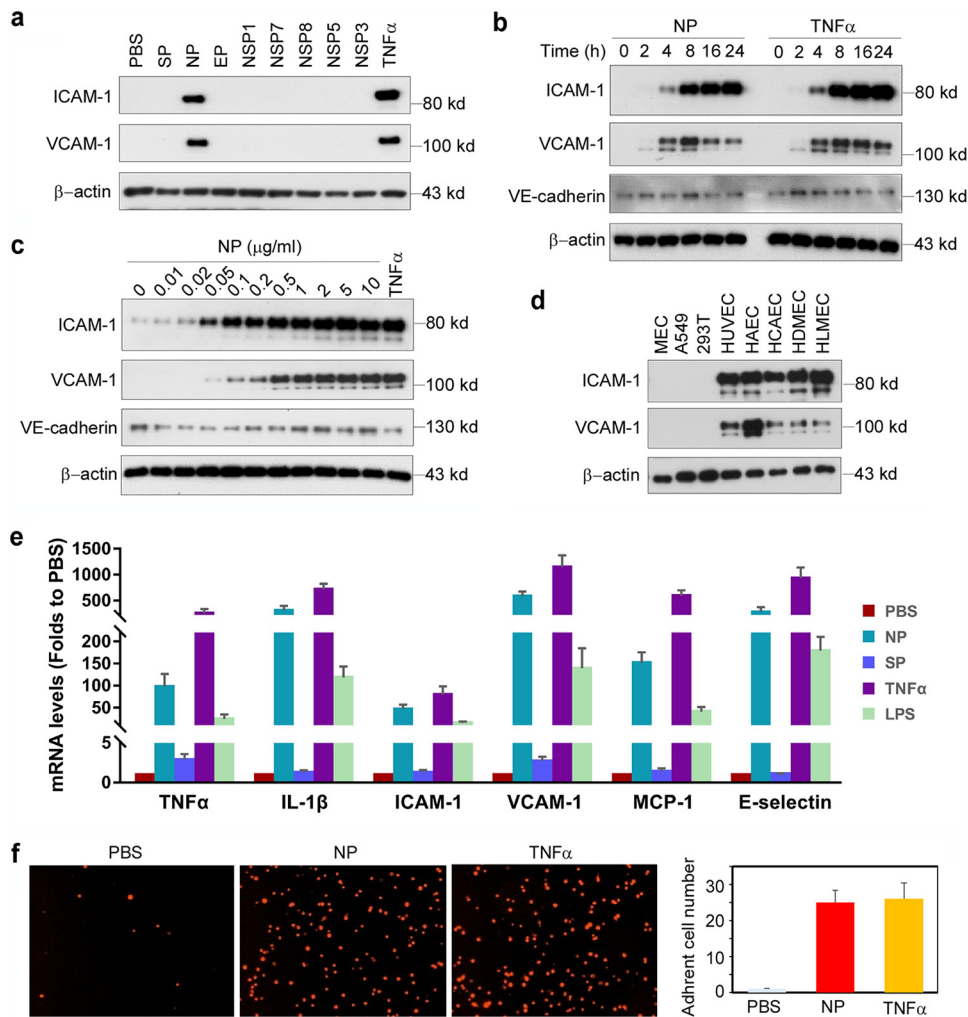 a
PBS SP NP EP NSP1 NSP7 NSP8 NSP5 NSP3 TNFα
ICAM-1 80 kd
VCAM-1 100 kd
β-actin 43 kd
b
NP TNFα
Time (h) 0 2 4 8 16 24 0 2 4 8 16 24
ICAM-1 80 kd
VCAM-1 100 kd
VE-cadherin 130 kd
β-actin 43 kd
c
NP (μg/ml)
0 0.01 0.02 0.05 0.1 0.2 0.5 1 2 5 10 TNFα
ICAM-1 80 kd
VCAM-1 100 kd
VE-cadherin 130 kd
β-actin 43 kd
d
MEC A549 293T HUVEC HAEC HCAEC HDMEC HLMEC
ICAM-1 80 kd
VCAM-1 100 kd
β-actin 43 kd
e
mRNA levels (Folds to PBS)
1500
1000
500
200
150
100
50
5
0
TNFα IL-1β ICAM-1 VCAM-1 MCP-1 E-selectin
PBS
NP
SP
TNFα
LPS
f
PBS NP TNFα
Adherent cell number
30
20
10
0
PBS NP TNFα